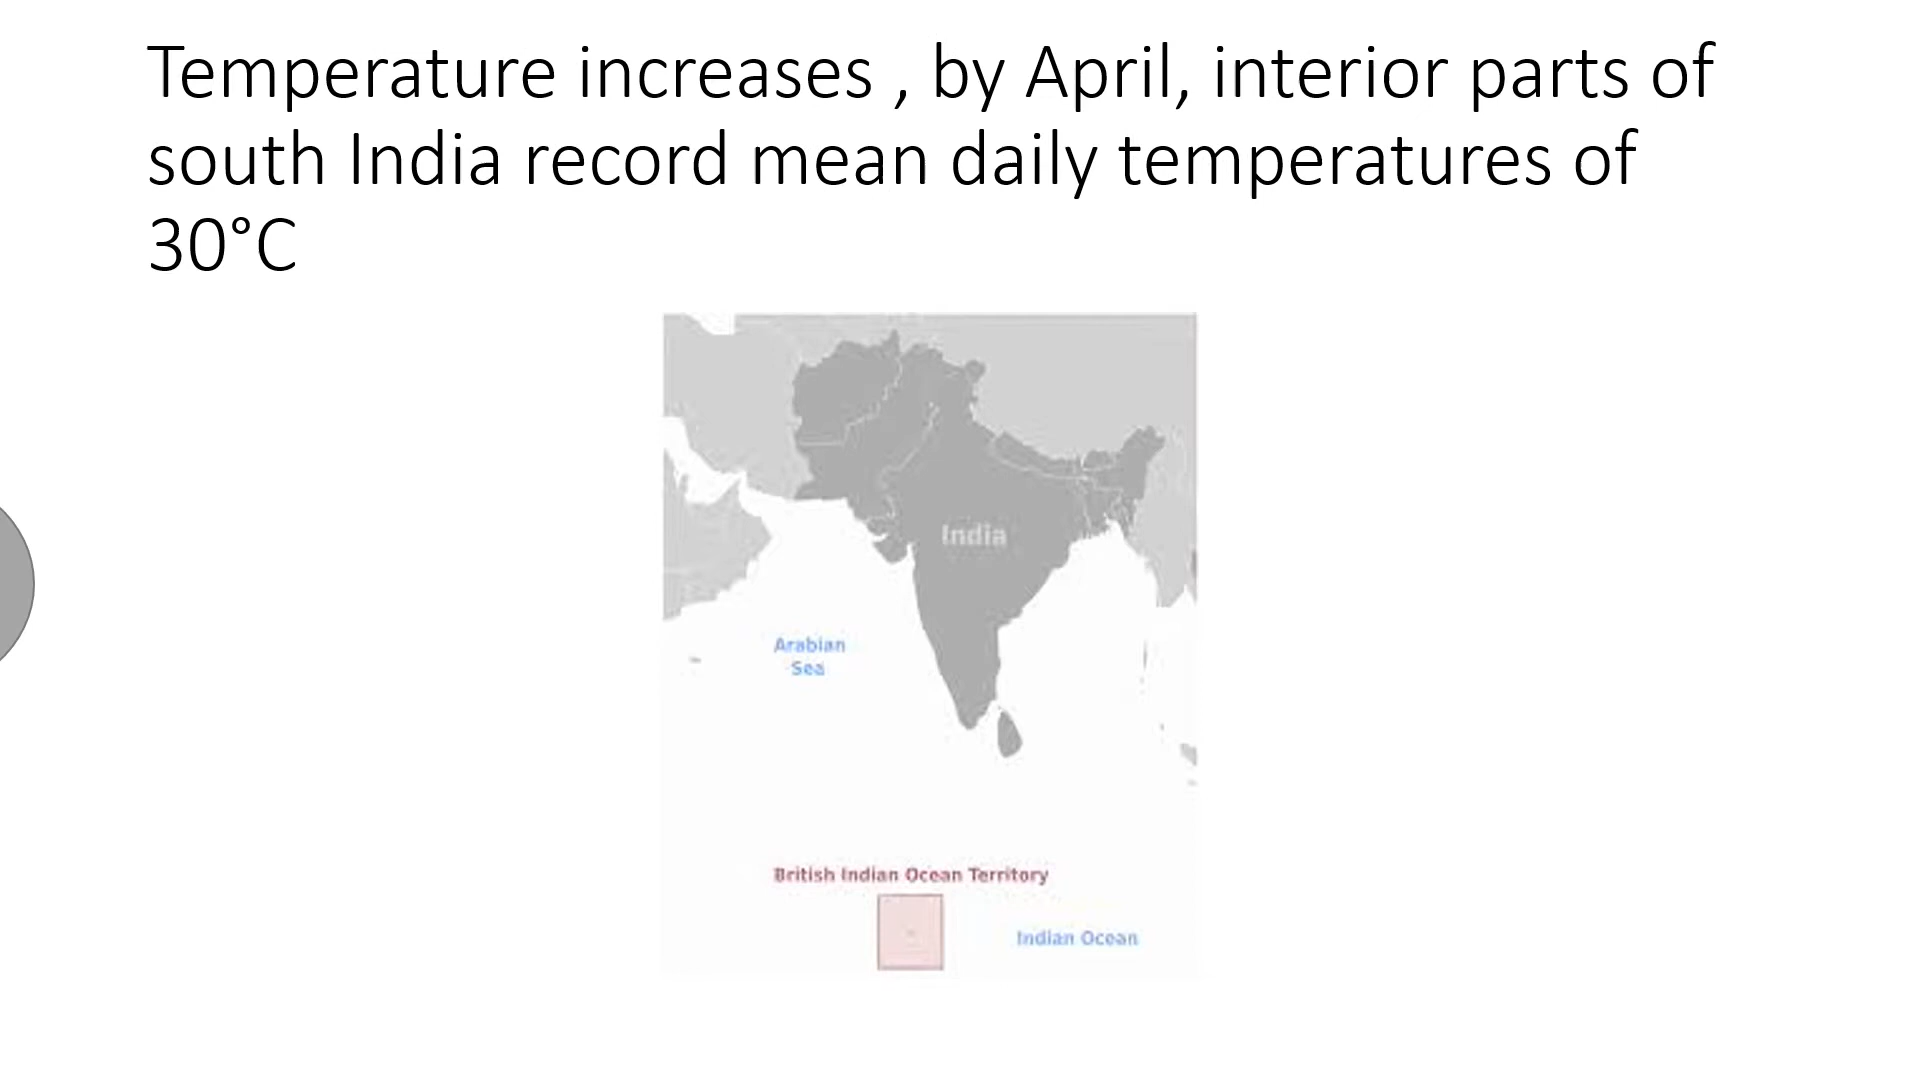 Temperature increases , by April, interior parts of
south India record mean daily temperatures of
30°C
India
Arabian
Sea
British Indian Ocean Territory
Indian Ocean